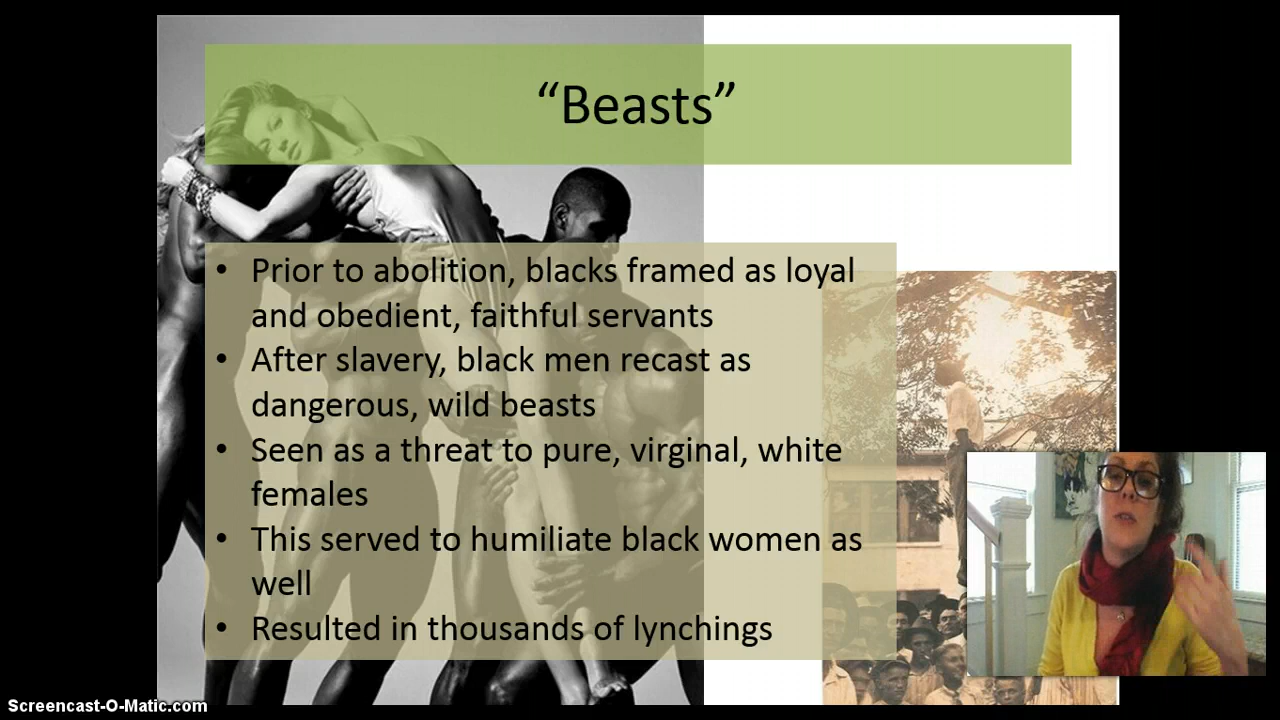 “Beasts”
• Prior to abolition, blacks framed as loyal
and obedient, faithful servants
• After slavery, black men recast as
dangerous, wild beasts
• Seen as a threat to pure, virginal, white
females
• This served to humiliate black women as
well
• Resulted in thousands of lynchings
Screencast-O-Matic.com